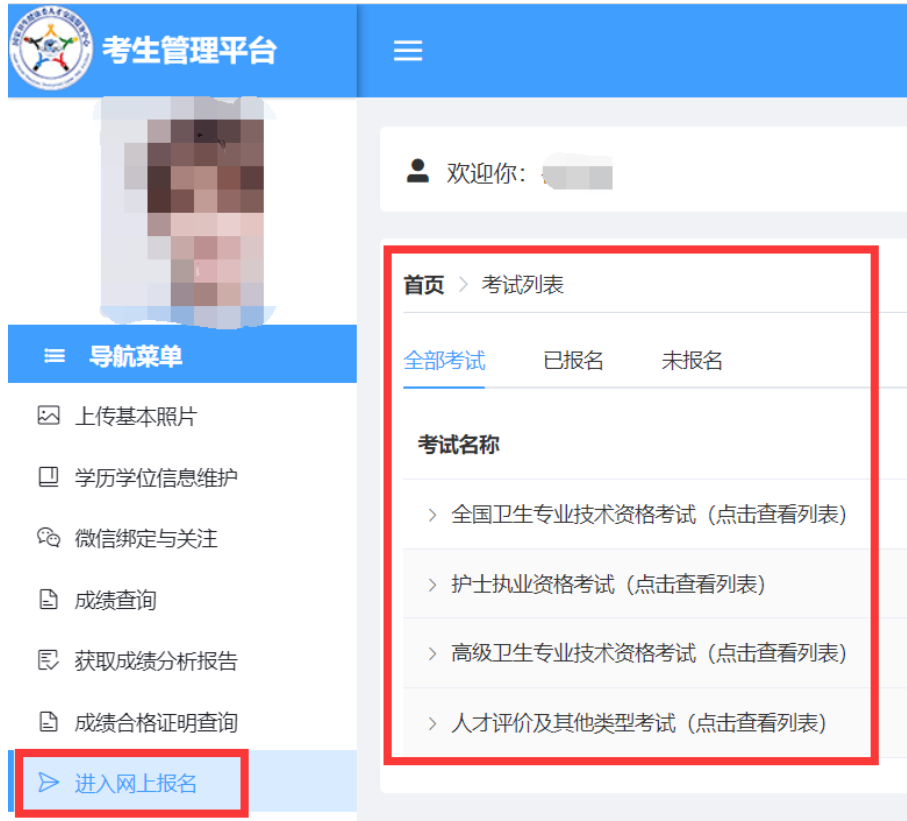 考生管理平台
欢迎你：
首页 > 考试列表
全部考试 已报名 未报名
考试名称
> 全国卫生专业技术资格考试（点击查看列表）
> 护士执业资格考试（点击查看列表）
> 高级卫生专业技术资格考试（点击查看列表）
> 人才评价及其他类型考试（点击查看列表）
导航菜单
上传基本照片
学历学位信息维护
微信绑定与关注
成绩查询
获取成绩分析报告
成绩合格证明查询
进入网上报名